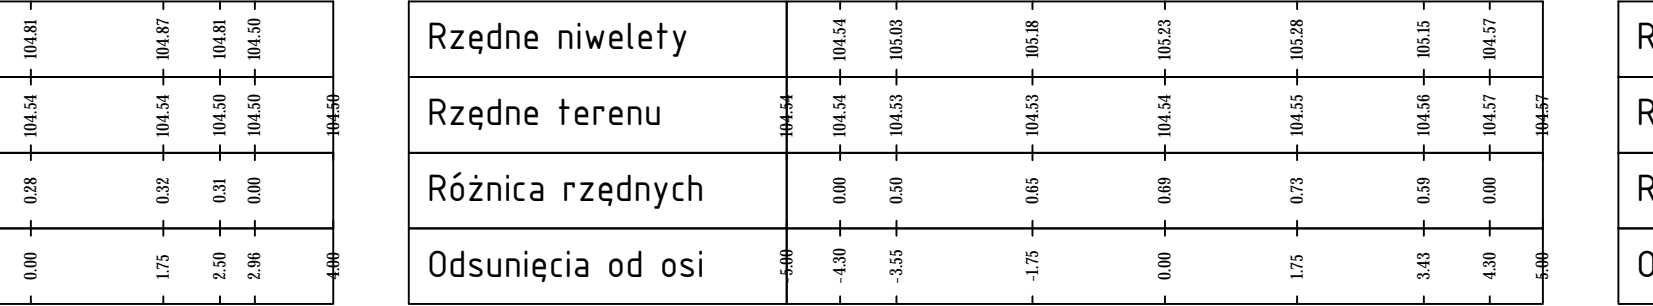 104.81 104.87 104.81 104.50
104.54 104.54 104.50 104.50 104.50
0.28 0.32 0.31 0.00
0.00 1.75 2.50 2.96 4.00
Rzędne niwelety 104.54 105.03 105.18 105.23 105.28 105.15 104.57
Rzędne terenu 104.54 104.54 104.53 104.53 104.54 104.55 104.56 104.57 104.57
Różnica rzędnych 0.00 0.50 0.65 0.69 0.73 0.59 0.00
Odsunięcia od osi -5.00 -4.30 -3.55 -1.75 0.00 1.75 3.43 4.30 5.00
R
R
R
O